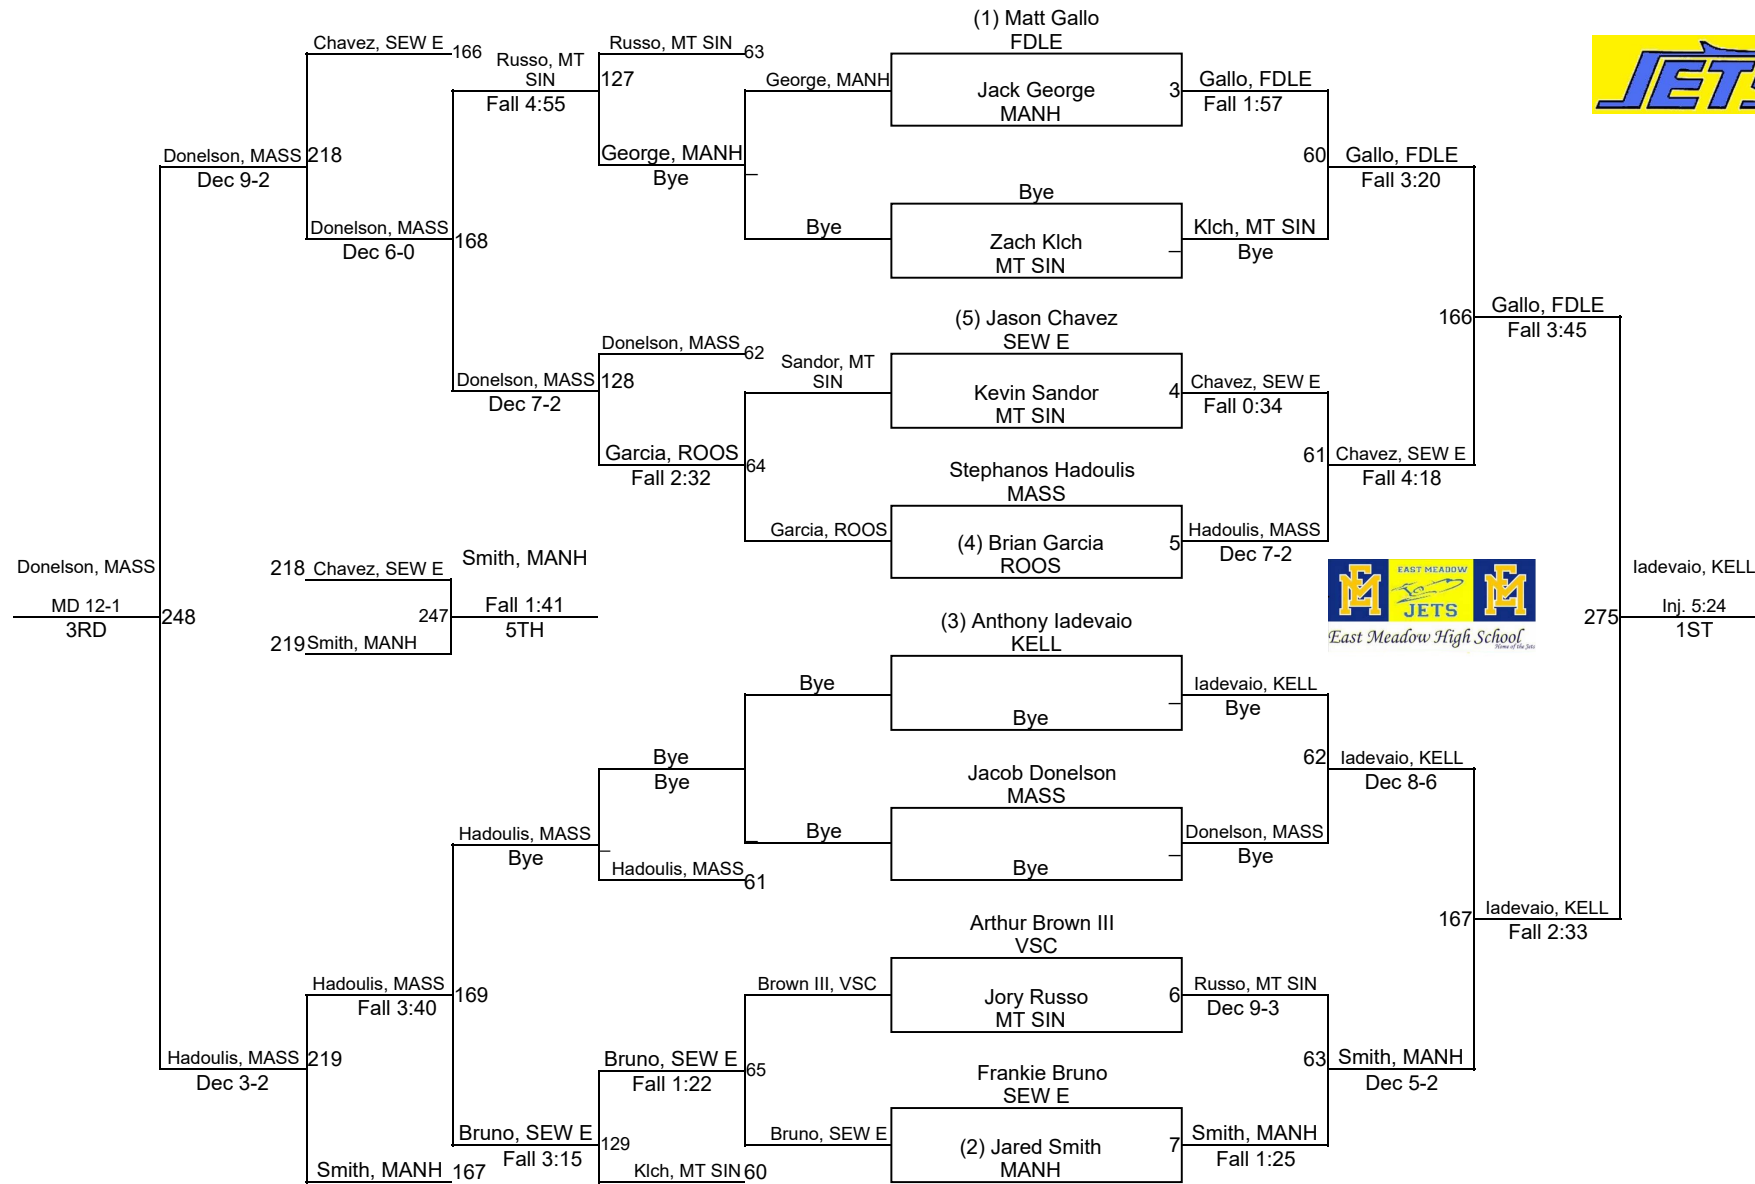 (1) Matt Gallo
FDLE
Chavez, SEW E 166
Russo, MT
SIN
Fall 4:55
Russo, MT SIN 63
127
George, MANH
Jack George 3
MANH
Gallo, FDLE
Fall 1:57
Donelson, MASS 218
Dec 9-2
George, MANH
Bye
_
60 Gallo, FDLE
Fall 3:20
Bye
Donelson, MASS 168
Dec 6-0
Bye
Zach Klch
MT SIN
_
Klch, MT SIN
Bye
(5) Jason Chavez
SEW E
166 Gallo, FDLE
Fall 3:45
Donelson, MASS 62
Sandor, MT
SIN
Donelson, MASS 128
Dec 7-2
Kevin Sandor 4
MT SIN
Chavez, SEW E
Fall 0:34
Garcia, ROOS 64
Fall 2:32
Stephanos Hadoulis
MASS
61 Chavez, SEW E
Fall 4:18
Garcia, ROOS
(4) Brian Garcia 5
ROOS
Hadoulis, MASS
Dec 7-2
Donelson, MASS
MD 12-1
3RD
248
218 Chavez, SEW E
Smith, MANH
247 Fall 1:41
5TH
219 Smith, MANH
(3) Anthony Iadevaio
KELL
EM
EAST MEADOW
JETS
EM
East Meadow High School
Home of the Jets
275
Iadevaio, KELL
Inj. 5:24
1ST
Bye
Bye
_
Iadevaio, KELL
Bye
Bye
Bye
Jacob Donelson
MASS
62 Iadevaio, KELL
Dec 8-6
Hadoulis, MASS
Bye
_
Hadoulis, MASS 61
_
Bye
Bye
_
Donelson, MASS
Bye
Arthur Brown III
VSC
167 Iadevaio, KELL
Fall 2:33
Hadoulis, MASS 169
Fall 3:40
Brown III, VSC
Jory Russo 6
MT SIN
Russo, MT SIN
Dec 9-3
Hadoulis, MASS 219
Dec 3-2
Bruno, SEW E 65
Fall 1:22
Frankie Bruno
SEW E
63 Smith, MANH
Dec 5-2
Bruno, SEW E 129
Fall 3:15
Bruno, SEW E
(2) Jared Smith 7
MANH
Smith, MANH
Fall 1:25
Smith, MANH 167
Klch, MT SIN 60